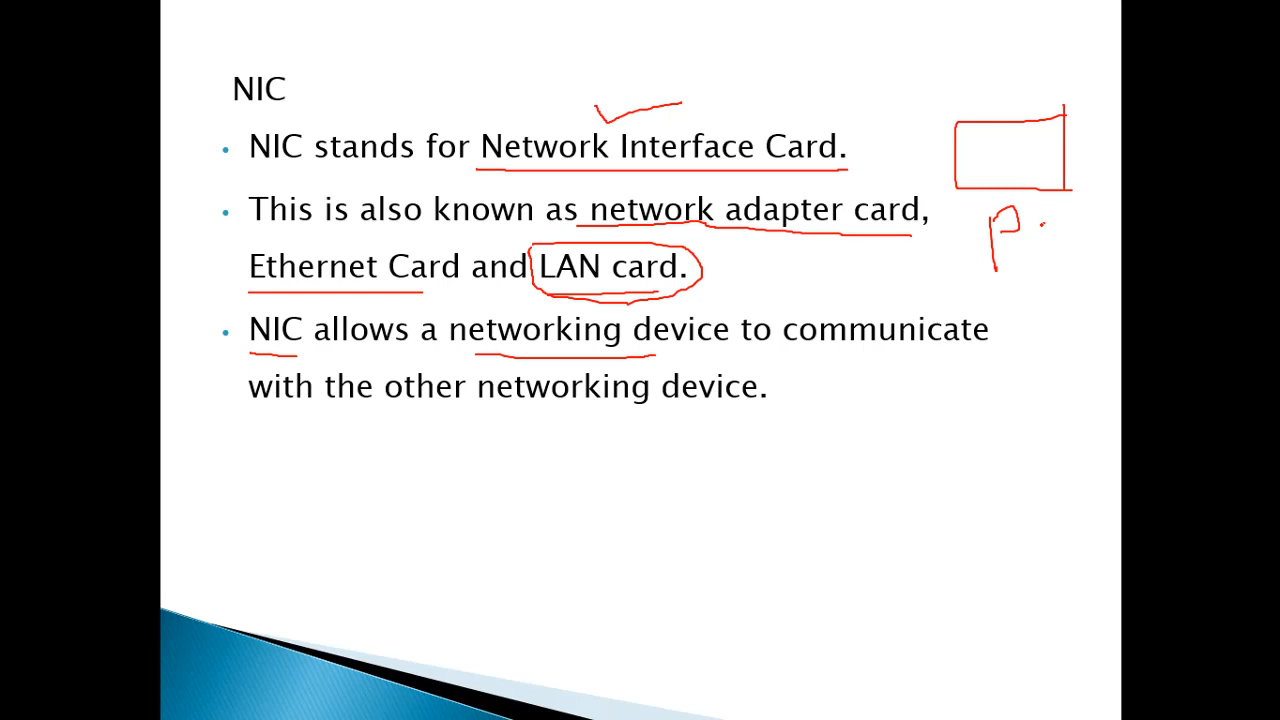 NIC
• NIC stands for Network Interface Card.
• This is also known as network adapter card,
Ethernet Card and LAN card.
• NIC allows a networking device to communicate
with the other networking device.
P.